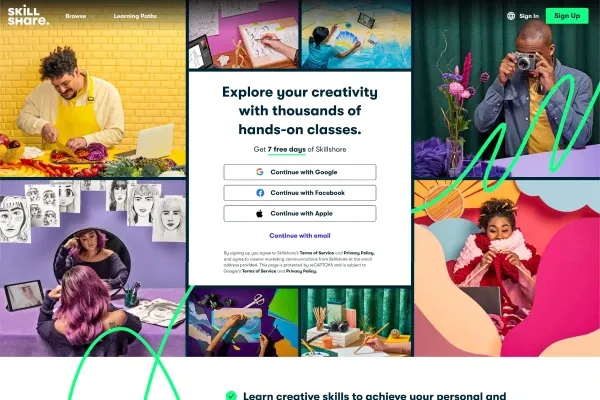 SKILL
SHARE.
Browse
Learning Paths
Sign In
Sign Up
Explore your creativity
with thousands of
hands-on classes.
Get 7 free days of Skillshare
Continue with Google
Continue with Facebook
Continue with Apple
Continue with email
By signing up you agree to Skillshare's Terms of Service and Privacy Policy,
and agree to receive marketing communications from Skillshare at the email
address provided. This page is protected by reCAPTCHA and is subject to
Google's Terms of Service and Privacy Policy.
Learn creative skills to achieve your personal and